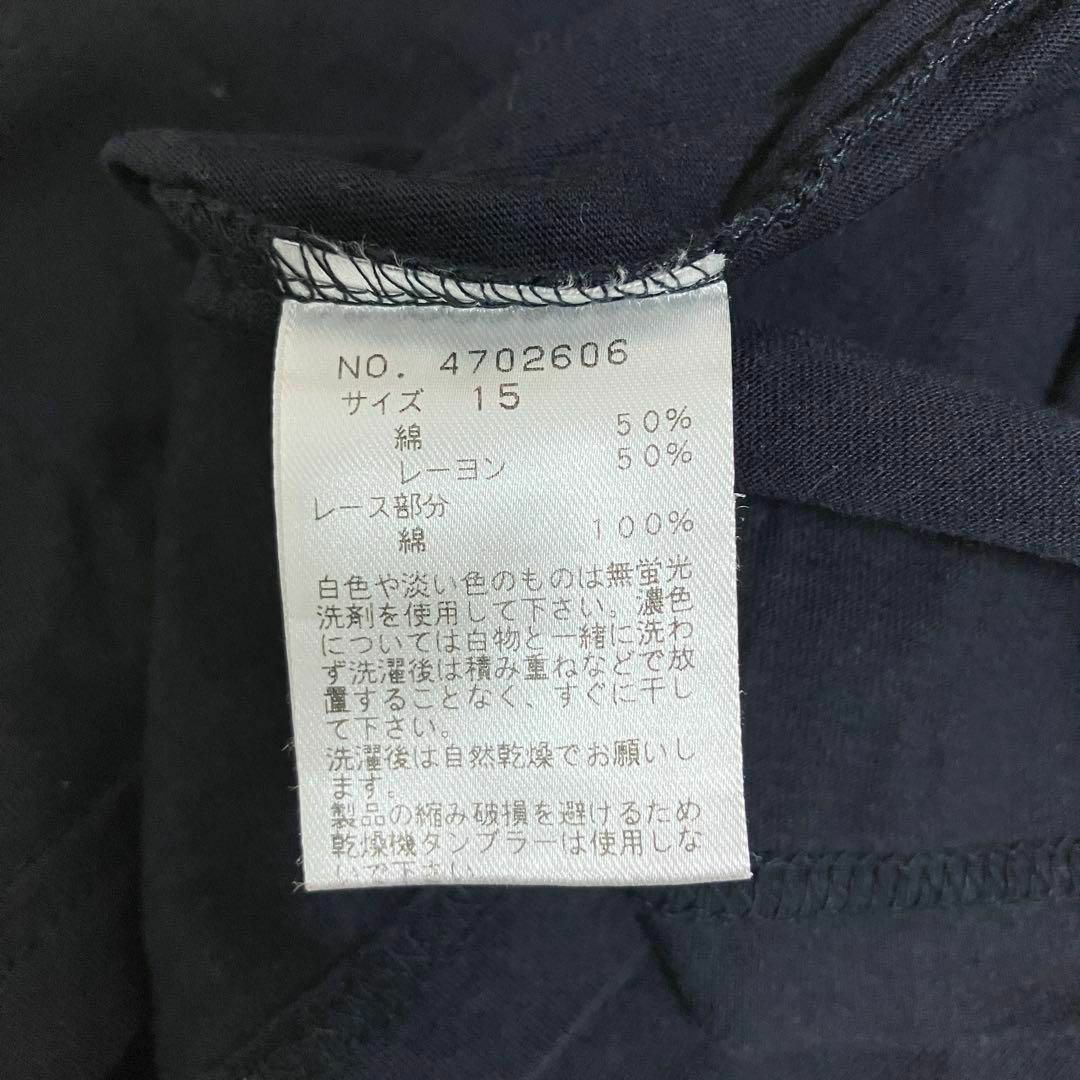 NO. 4702606
サイズ 15
綿 50%
レーヨン 50%
レース部分
綿 100%
白色や淡い色のものは無蛍光
洗剤を使用して下さい。濃色
については白物と一緒に洗わ
ず洗濯後は積み重ねなどで放
置することなく、すぐに干し
て下さい。
洗濯後は自然乾燥でお願いし
ます。
製品の縮み破損を避けるため
乾燥機タンブラーは使用しな
いで下さい